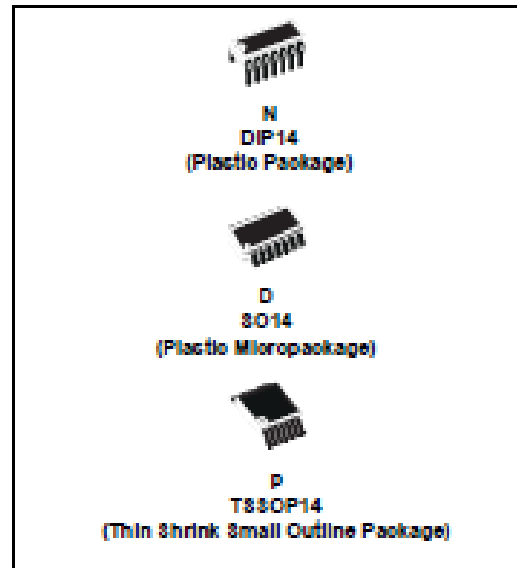 N
DIP14
(Plastic Package)
D
SO14
(Plastic Micropackage)
P
TSSOP14
(Thin Shrink Small Outline Package)